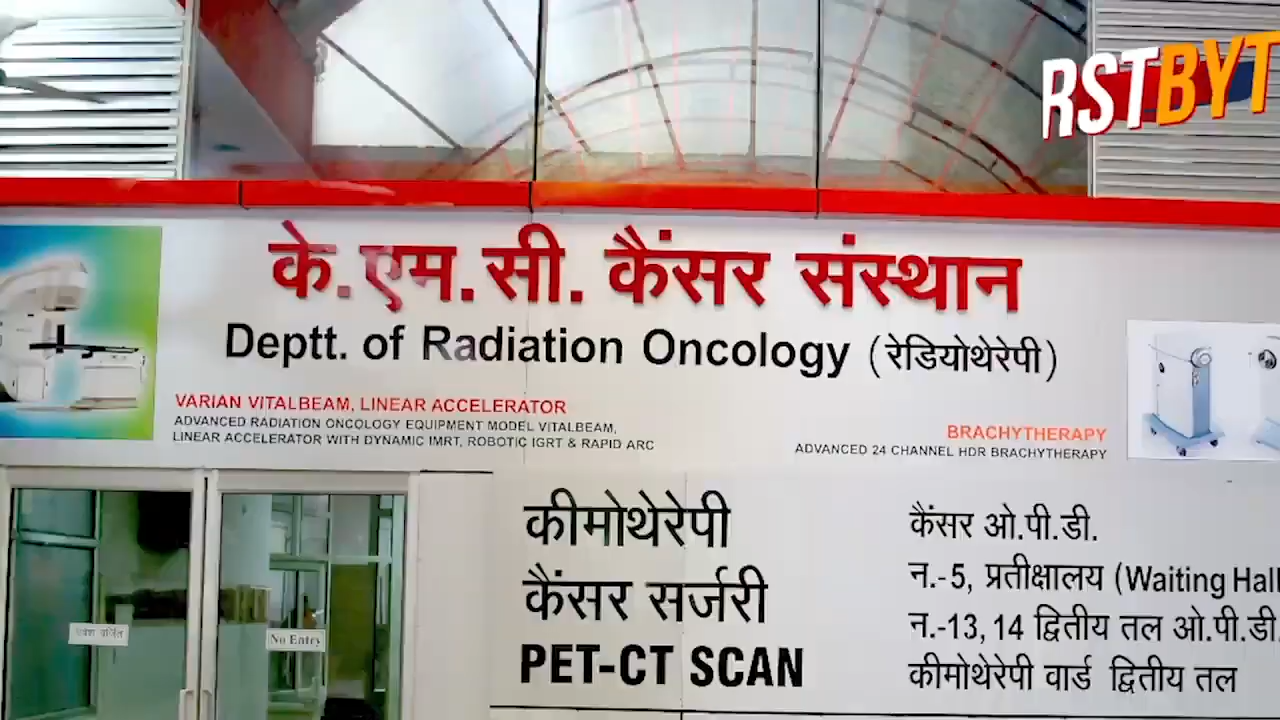 RSTBYT
के.एम.सी. कैंसर संस्थान
Deptt. of Radiation Oncology (रेडियोथेरेपी)
VARIAN VITALBEAM, LINEAR ACCELERATOR
ADVANCED RADIATION ONCOLOGY EQUIPMENT MODEL VITALBEAM,
LINEAR ACCELERATOR WITH DYNAMIC IMRT, ROBOTIC IGRT & RAPID ARC
BRACHYTHERAPY
ADVANCED 24 CHANNEL HDR BRACHYTHERAPY
कीमोथेरेपी
कैंसर सर्जरी
PET-CT SCAN
कैंसर ओ.पी.डी.
न.-5, प्रतीक्षालय (Waiting Hall
न.-13, 14 द्वितीय तल ओ.पी.डी.
कीमोथेरेपी वार्ड द्वितीय तल
प्रवेश वर्जित
No Entry